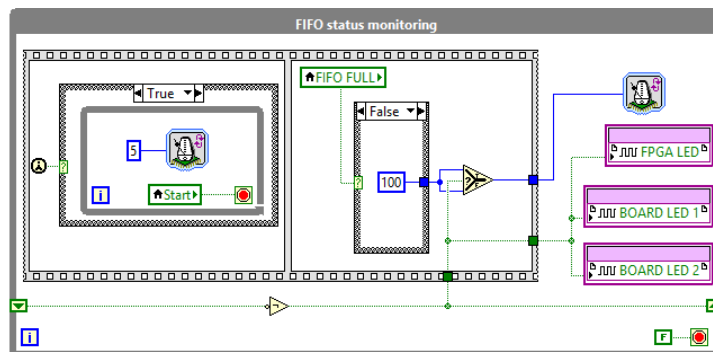 FIFO status monitoring
True
5
i
Start
FIFO FULL
False
100
?
T
F
FPGA LED
BOARD LED 1
BOARD LED 2
i
F